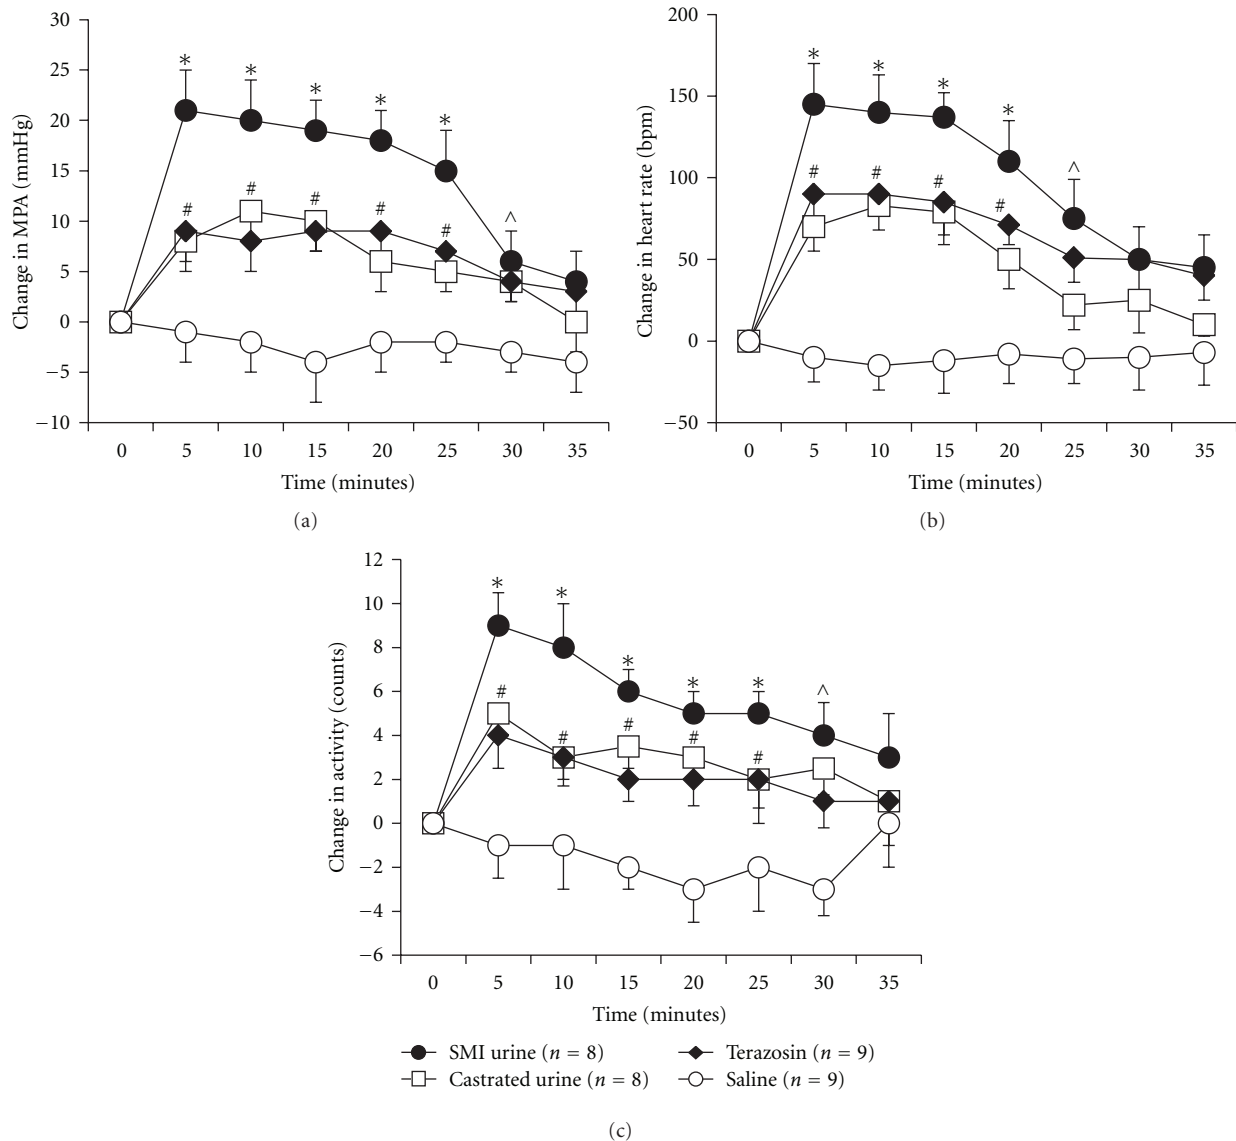 30
25
20
15
10
5
0
−5
−10
Change in MPA (mmHg)
* * * * *
# # # # #
^
0 5 10 15 20 25 30 35
Time (minutes)
(a)
200
150
100
50
0
−50
Change in heart rate (bpm)
* * * *
^
# # # #
0 5 10 15 20 25 30 35
Time (minutes)
(b)
12
10
8
6
4
2
0
−2
−4
−6
Change in activity (counts)
* * * * *
^
# # # # #
0 5 10 15 20 25 30 35
Time (minutes)
SMI urine (n = 8)
Castrated urine (n = 8)
Terazosin (n = 9)
Saline (n = 9)
(c)